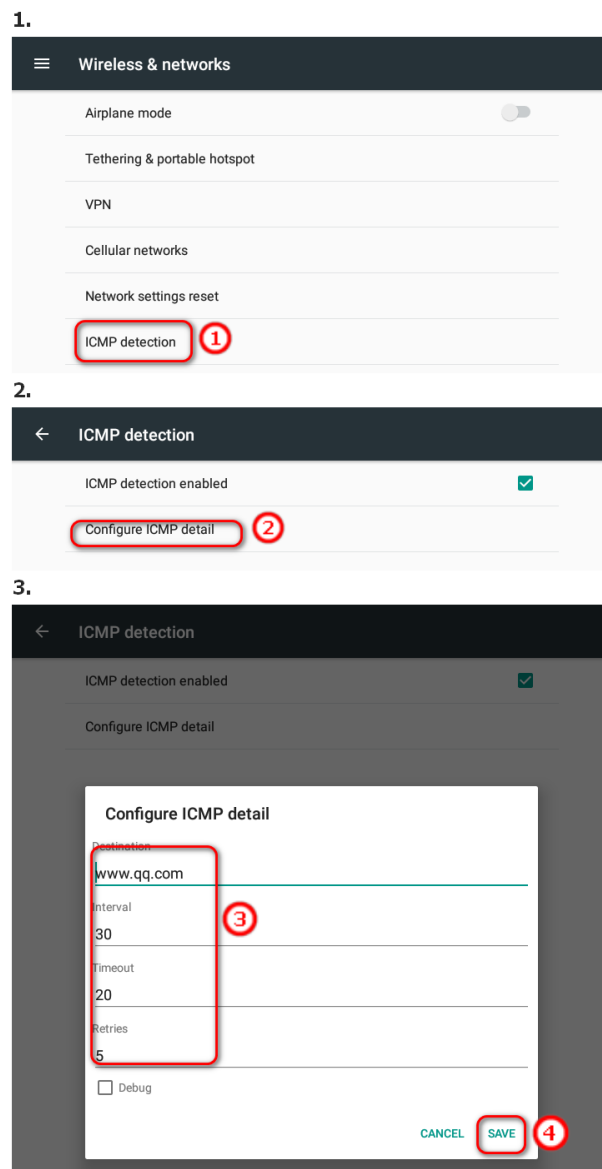 1.
Wireless & networks
Airplane mode
Tethering & portable hotspot
VPN
Cellular networks
Network settings reset
ICMP detection 1
2.
ICMP detection
ICMP detection enabled
Configure ICMP detail 2
3.
ICMP detection
ICMP detection enabled
Configure ICMP detail
Configure ICMP detail
Destination
www.qq.com
Interval
3
30
Timeout
20
Retries
5
Debug
CANCEL SAVE 4